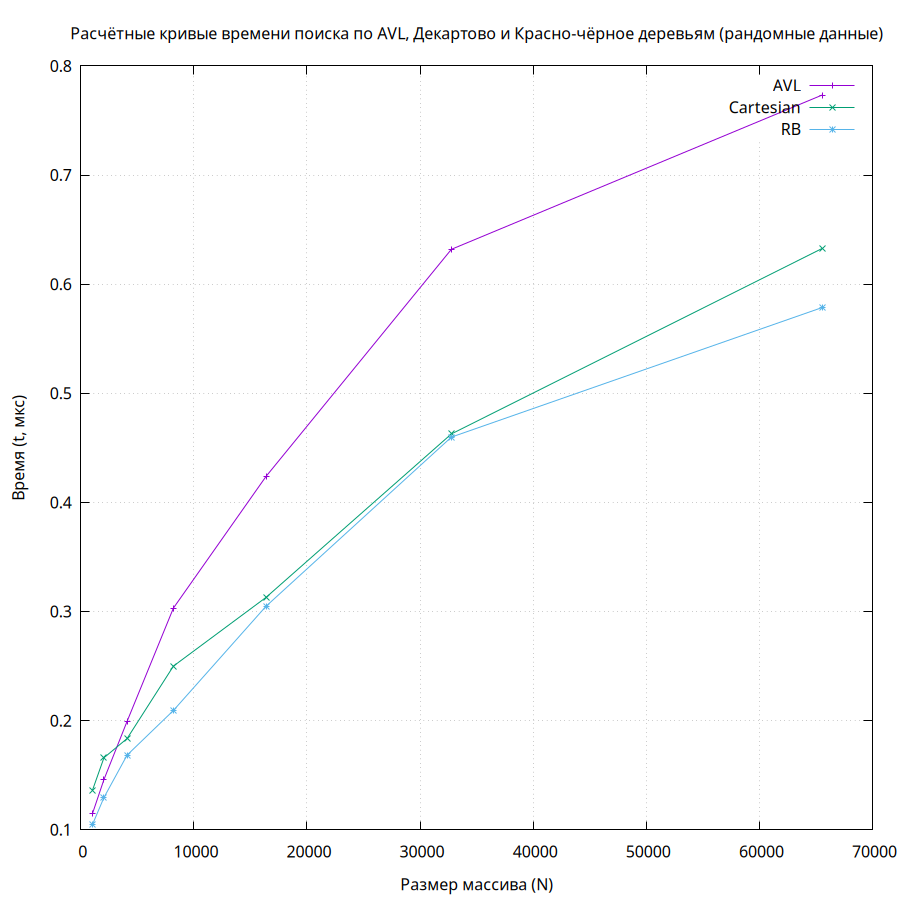 Расчётные кривые времени поиска по AVL, Декартово и Красно-чёрное деревьям (рандомные данные)
0.8
AVL
Cartesian
RB
0.7
0.6
0.5
0.4
0.3
0.2
0.1
Время (t, мкс)
0 10000 20000 30000 40000 50000 60000 70000
Размер массива (N)